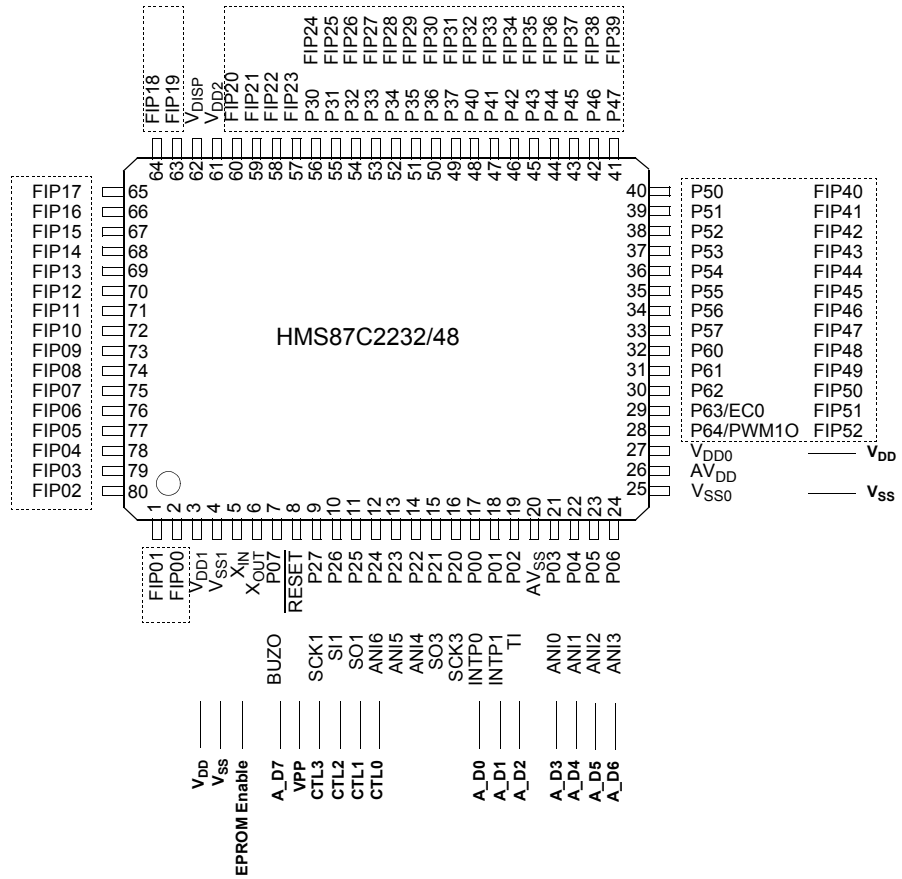 FIP24 FIP25 FIP26 FIP27 FIP28 FIP29 FIP30 FIP31 FIP32 FIP33 FIP34 FIP35 FIP36 FIP37 FIP38 FIP39
FIP18 FIP19 VDISP VDD2 FIP20 FIP21 FIP22 FIP23 P30 P31 P32 P33 P34 P35 P36 P37 P40 P41 P42 P43 P44 P45 P46 P47
64 63 62 61 60 59 58 57 56 55 54 53 52 51 50 49 48 47 46 45 44 43 42 41
FIP17 65 40 P50 FIP40
FIP16 66 39 P51 FIP41
FIP15 67 38 P52 FIP42
FIP14 68 37 P53 FIP43
FIP13 69 36 P54 FIP44
FIP12 70 35 P55 FIP45
FIP11 71 34 P56 FIP46
FIP10 72 33 P57 FIP47
HMS87C2232/48
FIP09 73 32 P60 FIP48
FIP08 74 31 P61 FIP49
FIP07 75 30 P62 FIP50
FIP06 76 29 P63/EC0 FIP51
FIP05 77 28 P64/PWM1O FIP52
FIP04 78 27 VDD0 VDD
FIP03 79 26 AVDD
FIP02 80 25 VSS0 VSS
1 2 3 4 5 6 7 8 9 10 11 12 13 14 15 16 17 18 19 20 21 22 23 24
FIP01 FIP00 VDD1 VSS1 XIN XOUT P07 RESET P27 P26 P25 P24 P23 P22 P21 P20 P00 P01 P02 AVSS P03 P04 P05 P06
BUZO SCK1 SI1 SO1 ANI6 ANI5 ANI4 SO3 SCK3 INTP0 INTP1 TI ANI0 ANI1 ANI2 ANI3
VDD VSS EPROM Enable A_D7 VPP CTL3 CTL2 CTL1 CTL0 A_D0 A_D1 A_D2 A_D3 A_D4 A_D5 A_D6